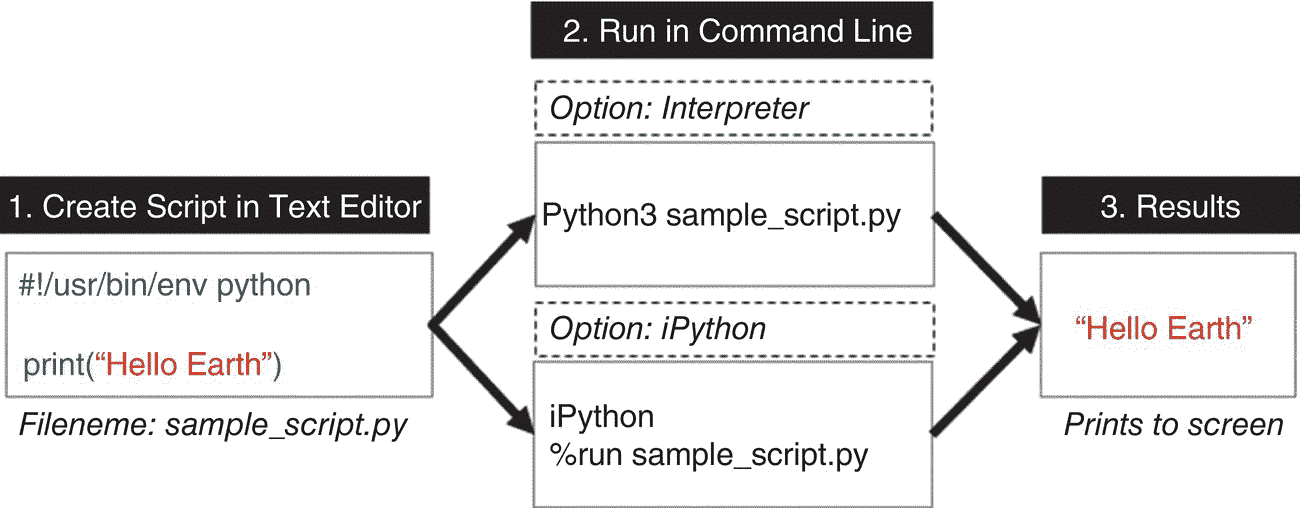 1. Create Script in Text Editor
#!/usr/bin/env python
print(“Hello Earth”)
Fileneme: sample_script.py
2. Run in Command Line
Option: Interpreter
Python3 sample_script.py
Option: iPython
iPython
%run sample_script.py
3. Results
“Hello Earth”
Prints to screen